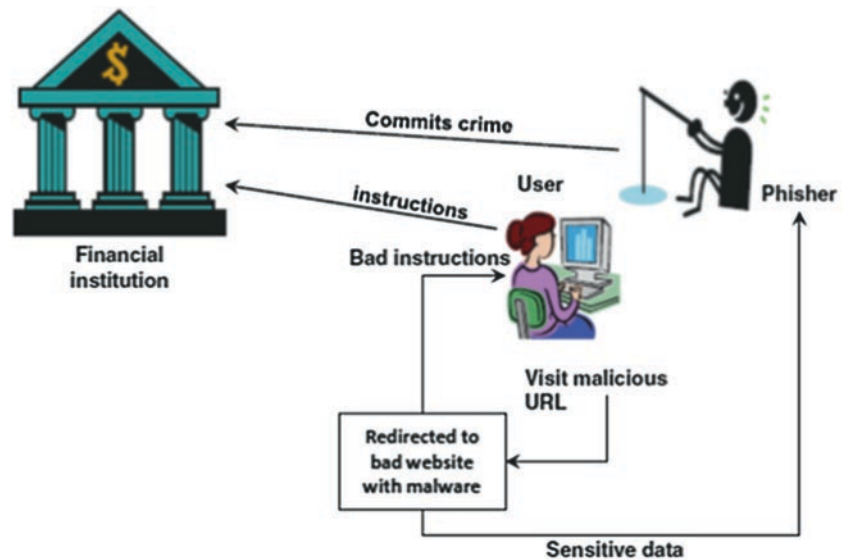 $
Commits crime
User
Phisher
instructions
Financial
institution
Bad instructions
Visit malicious
URL
Redirected to
bad website
with malware
Sensitive data